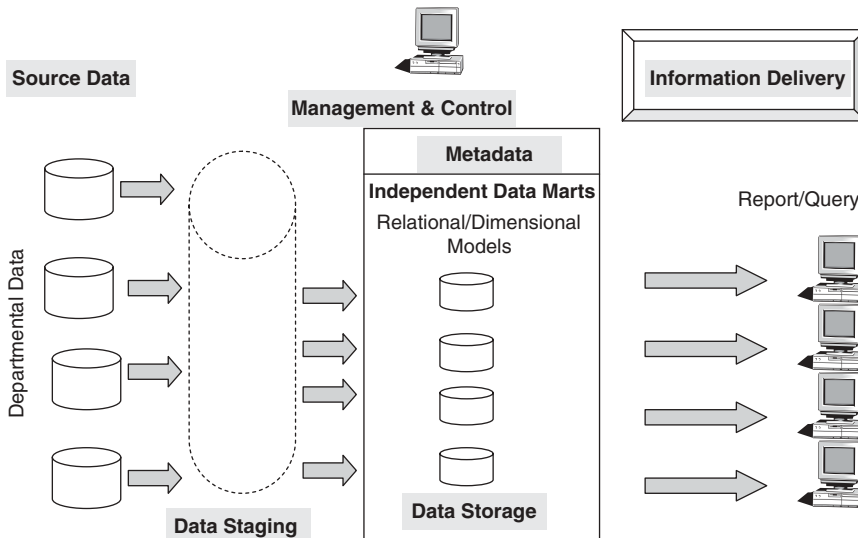 Source Data
Management & Control
Information Delivery
Metadata
Independent Data Marts
Relational/Dimensional
Models
Report/Query
Departmental Data
Data Staging
Data Storage